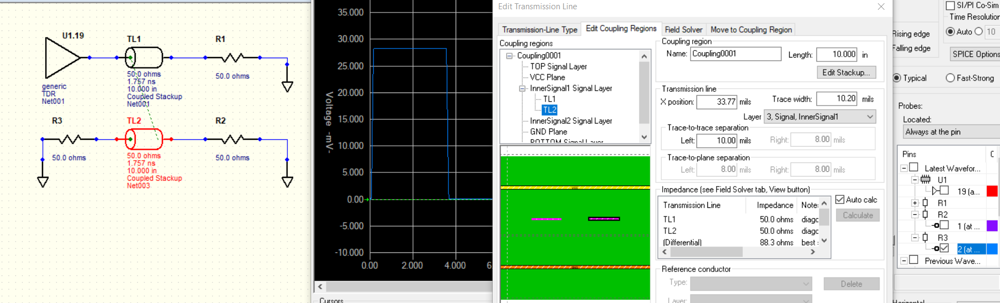 U1.19
TL1
R1
50.0 ohms
1.757 ns
10.000 in
Coupled Stackup
Net001
50.0 ohms
generic
TDR
Net001
R3
TL2
R2
50.0 ohms
50.0 ohms
1.757 ns
10.000 in
Coupled Stackup
Net003
50.0 ohms
35.000
30.000
25.000
20.000
15.000
10.000
5.000
0.00
-5.000
-10.000
Voltage -mV-
0.00
2.000
4.000
6.
Cursors
Edit Transmission Line
Transmission-Line Type
Edit Coupling Regions
Field Solver
Move to Coupling Region
Coupling regions
Coupling0001
TOP Signal Layer
VCC Plane
InnerSignal1 Signal Layer
TL1
TL2
InnerSignal2 Signal Layer
GND Plane
BOTTOM Signal Layer
VCC
Coupling region
Name: Coupling0001 Length: 10.000 in
Edit Stackup...
Transmission line
X position: 33.77 mils Trace width: 10.20 mils
Layer 3, Signal, InnerSignal1
Trace-to-trace separation
Left: 10.00 mils Right: 8.00 mils
Trace-to-plane separation
Left: 8.00 mils Right: 8.00 mils
Impedance (see Field Solver tab, View button)
Transmission Line Impedance Note:
TL1 50.0 ohms diagc
TL2 50.0 ohms diagc
(Differential) 88.3 ohms best :
Auto calc
Calculate
Reference conductor
Type:
Delete
Layer:
SI/PI Co-Sim
Time Resolution
Auto 10
Rising edge
Falling edge
SPICE Options
Typical Fast-Strong
Probes:
Located:
Always at the pin
Pins C
Latest Wavefor...
U1
19 (a...
R1
R2
1 (at ...
R3
2 (at ...
Previous Wave...
Horizontal